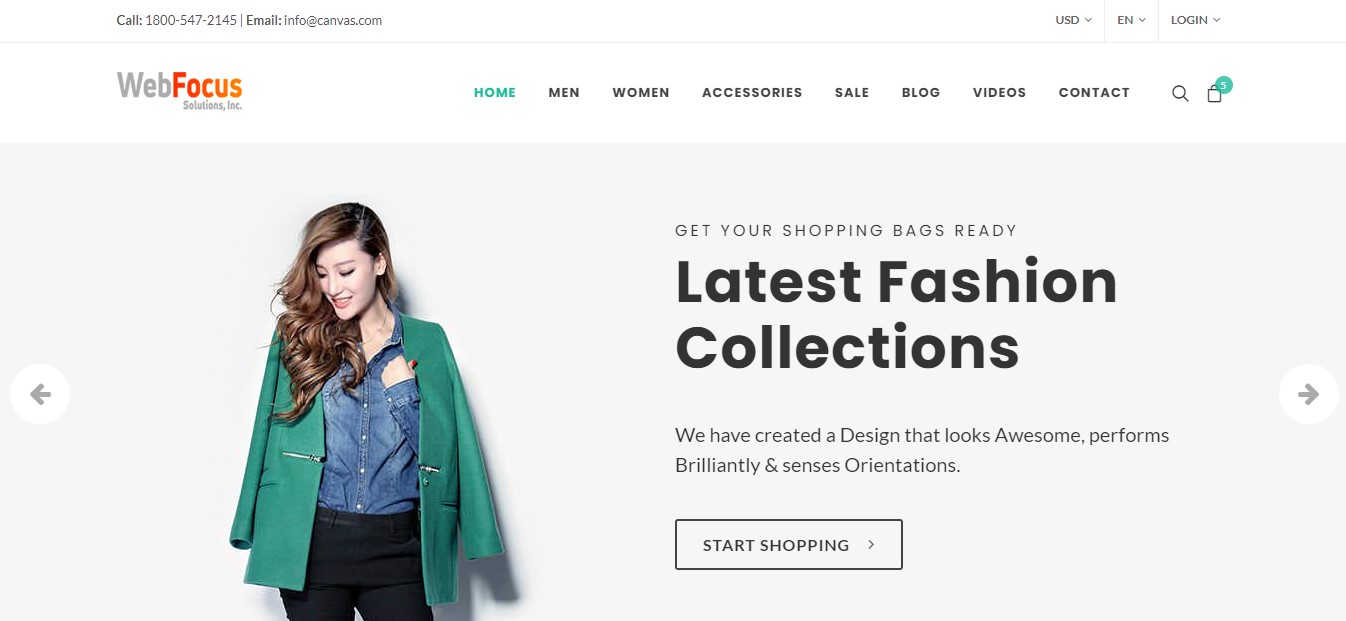 Call: 1800-547-2145 | Email: info@canvas.com
USD
EN
LOGIN
WebFocus
Solutions, Inc.
HOME
MEN
WOMEN
ACCESSORIES
SALE
BLOG
VIDEOS
CONTACT
5
GET YOUR SHOPPING BAGS READY
Latest Fashion
Collections
We have created a Design that looks Awesome, performs
Brilliantly & senses Orientations.
START SHOPPING